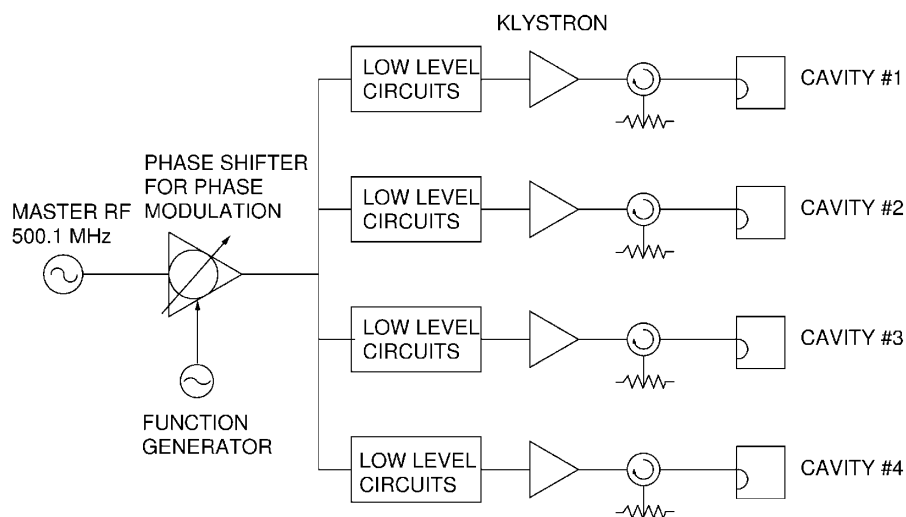 KLYSTRON
LOW LEVEL
CIRCUITS
CAVITY #1
PHASE SHIFTER
FOR PHASE
MODULATION
LOW LEVEL
CIRCUITS
CAVITY #2
MASTER RF
500.1 MHz
LOW LEVEL
CIRCUITS
CAVITY #3
FUNCTION
GENERATOR
LOW LEVEL
CIRCUITS
CAVITY #4